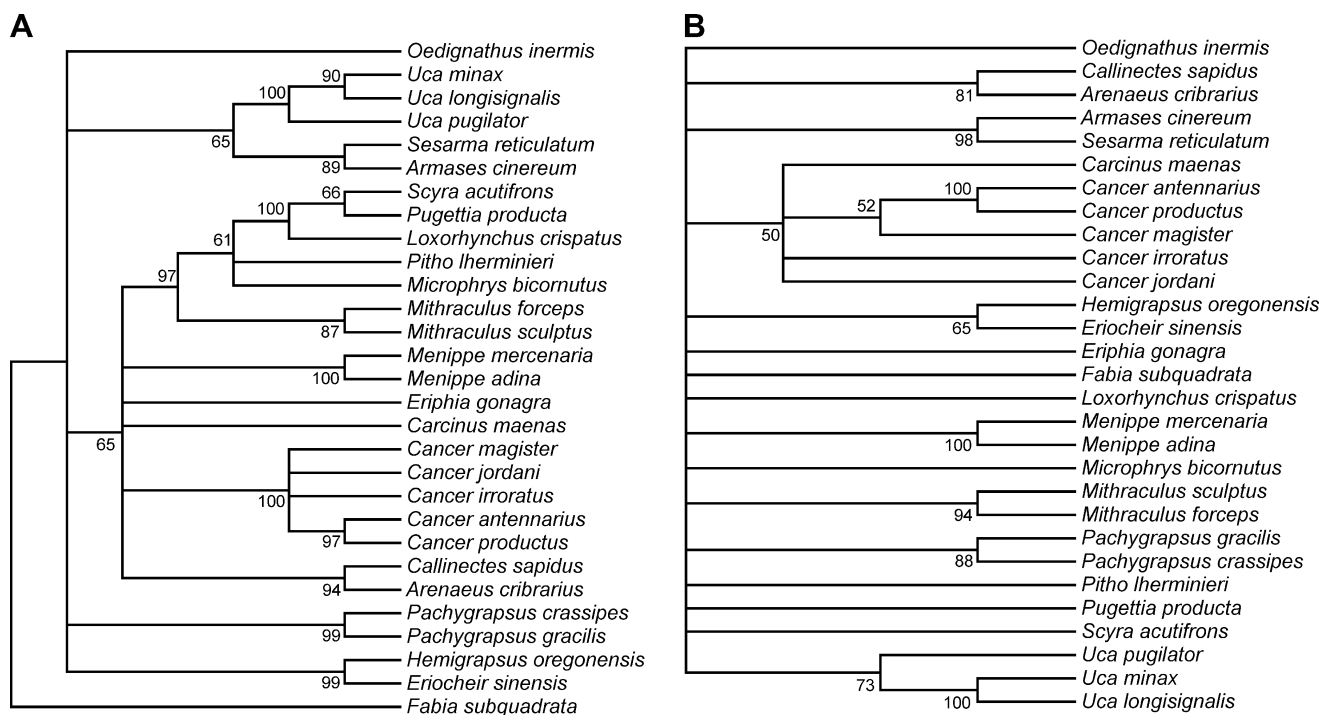 A
Oedignathus inermis
90
Uca minax
100
Uca longisignalis
Uca pugilator
65
Sesarma reticulatum
89
Armases cinereum
66
Scyra acutifrons
100
Pugettia producta
61
Loxorhynchus crispatus
Pitho lherminieri
97
Microphrys bicornutus
Mithraculus forceps
87
Mithraculus sculptus
Menippe mercenaria
100
Menippe adina
Eriphia gonagra
65
Carcinus maenas
Cancer magister
Cancer jordani
100
Cancer irroratus
Cancer antennarius
97
Cancer productus
Callinectes sapidus
94
Arenaeus cribrarius
Pachygrapsus crassipes
99
Pachygrapsus gracilis
Hemigrapsus oregonensis
99
Eriocheir sinensis
Fabia subquadrata
B
Oedignathus inermis
Callinectes sapidus
81
Arenaeus cribrarius
Armases cinereum
98
Sesarma reticulatum
Carcinus maenas
100
Cancer antennarius
52
Cancer productus
50
Cancer magister
Cancer irroratus
Cancer jordani
Hemigrapsus oregonensis
65
Eriocheir sinensis
Eriphia gonagra
Fabia subquadrata
Loxorhynchus crispatus
Menippe mercenaria
100
Menippe adina
Microphrys bicornutus
Mithraculus sculptus
94
Mithraculus forceps
Pachygrapsus gracilis
88
Pachygrapsus crassipes
Pitho lherminieri
Pugettia producta
Scyra acutifrons
Uca pugilator
73
Uca minax
100
Uca longisignalis